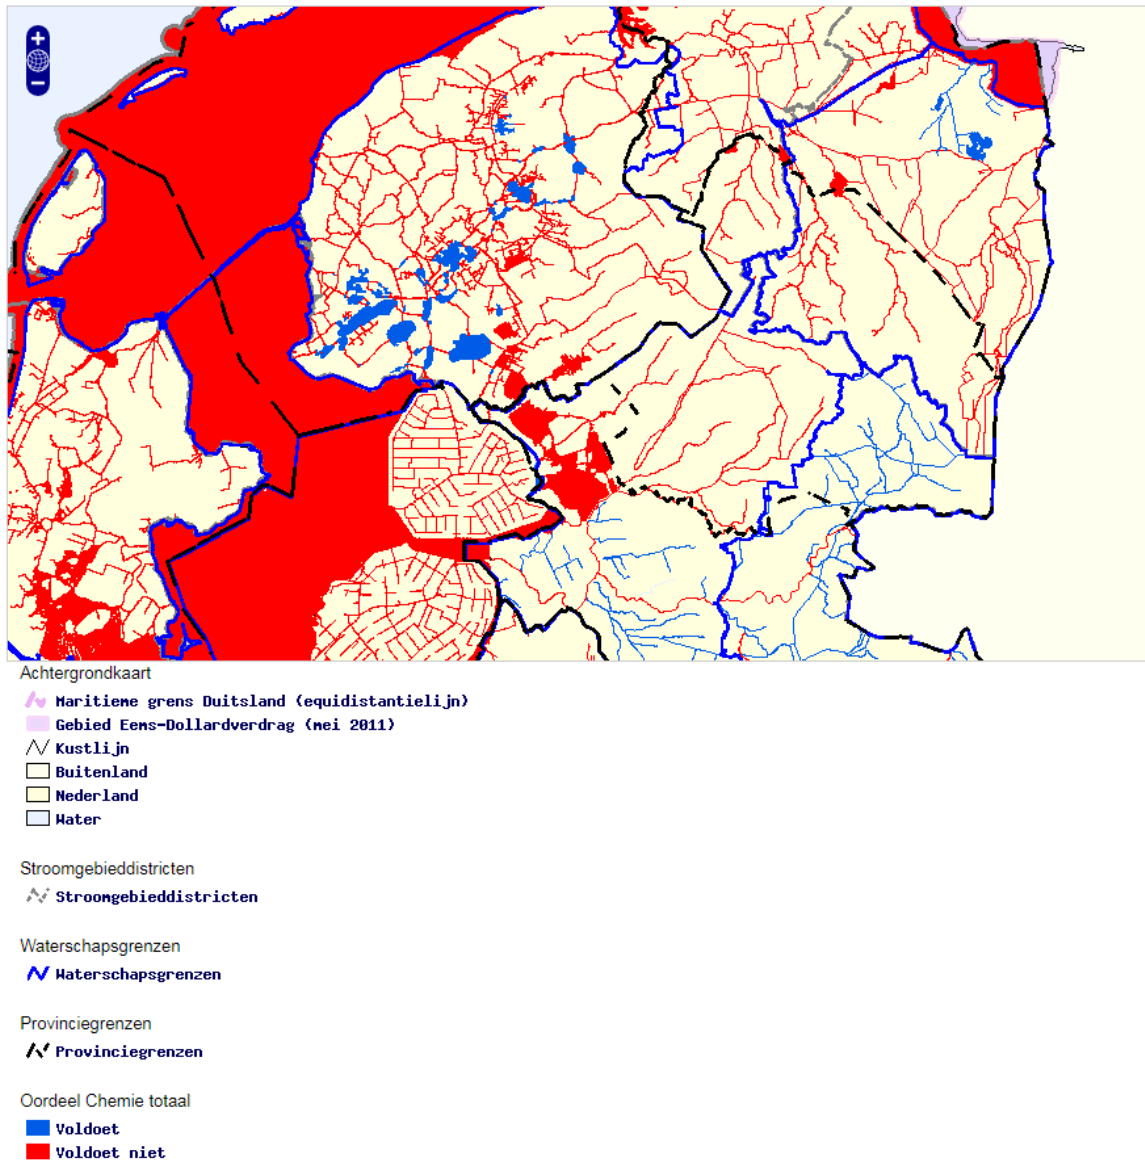 Achtergrondkaart
Maritieme grens Duitsland (equidistantielijn)
Gebied Eems-Dollardverdrag (mei 2011)
Kustlijn
Buitenland
Nederland
Water
Stroomgebieddistricten
Stroomgebieddistricten
Waterschapsgrenzen
Waterschapsgrenzen
Provinciegrenzen
Provinciegrenzen
Oordeel Chemie totaal
Voldoet
Voldoet niet